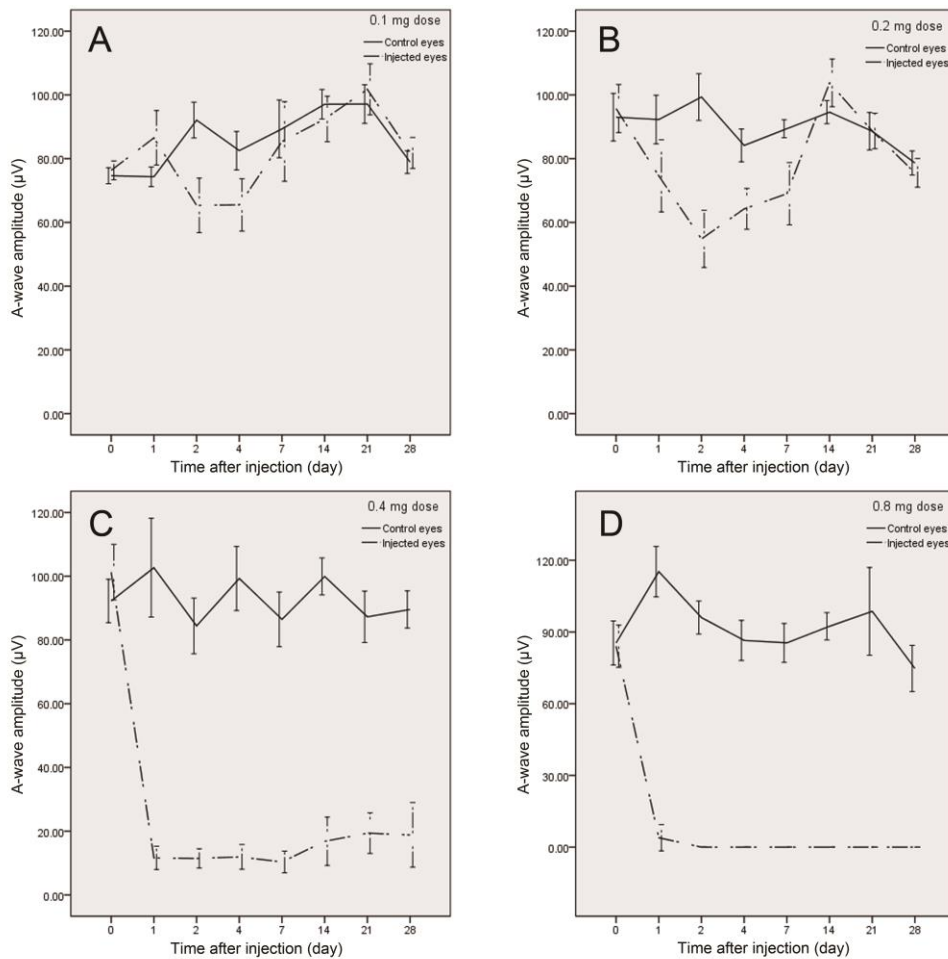 A
0.1 mg dose
Control eyes
Injected eyes
120.00
100.00
80.00
60.00
40.00
20.00
0.00
A-wave amplitude (µV)
0 1 2 4 7 14 21 28
Time after injection (day)
B
0.2 mg dose
Control eyes
Injected eyes
120.00
100.00
80.00
60.00
40.00
20.00
0.00
A-wave amplitude (µV)
0 1 2 4 7 14 21 28
Time after injection (day)
C
0.4 mg dose
Control eyes
Injected eyes
120.00
100.00
80.00
60.00
40.00
20.00
0.00
A-wave amplitude (µV)
0 1 2 4 7 14 21 28
Time after injection (day)
D
0.8 mg dose
Control eyes
Injected eyes
120.00
90.00
60.00
30.00
0.00
A-wave amplitude (µV)
0 1 2 4 7 14 21 28
Time after injection (day)